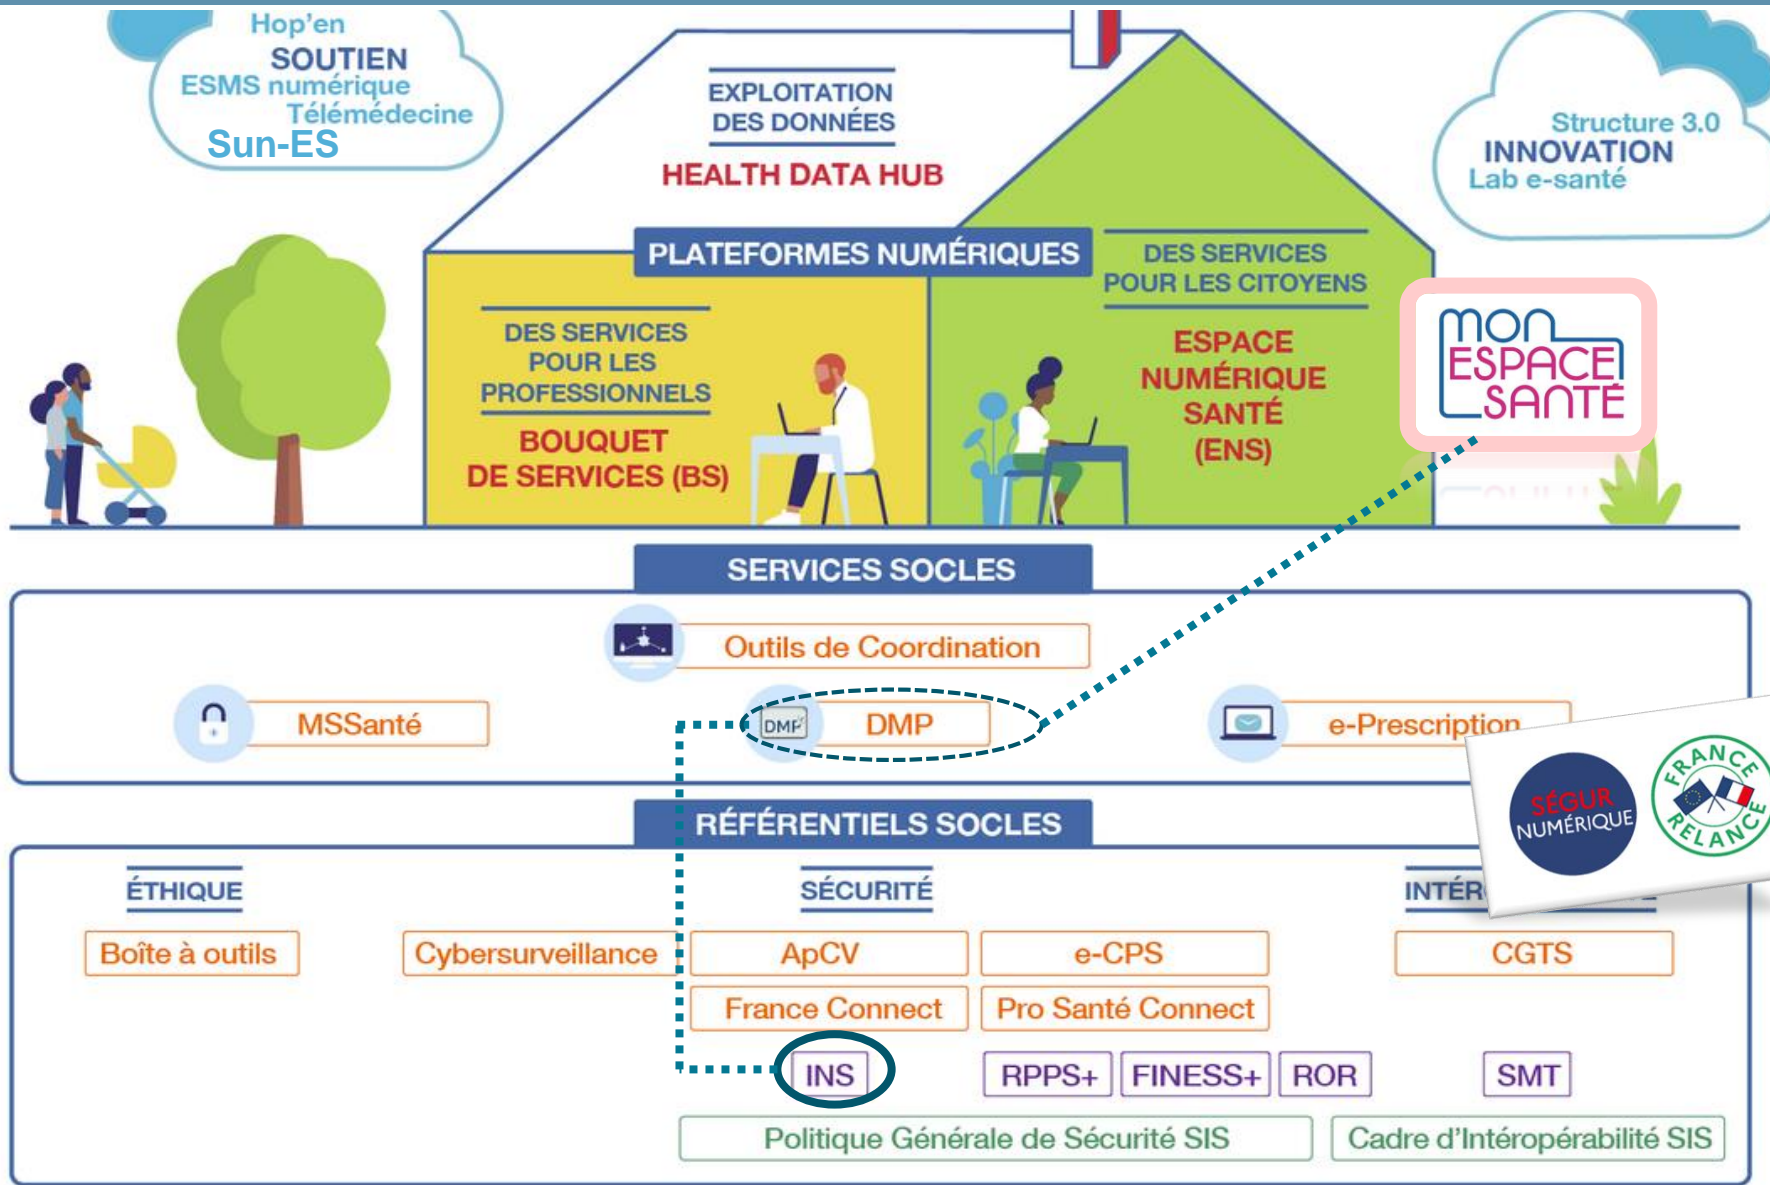 Hop'en
SOUTIEN
ESMS numérique
Télémédecine
Sun-ES
EXPLOITATION
DES DONNÉES
HEALTH DATA HUB
Structure 3.0
INNOVATION
Lab e-santé
PLATEFORMES NUMÉRIQUES
DES SERVICES
POUR LES PROFESSIONNELS
BOUQUET
DE SERVICES (BS)
DES SERVICES
POUR LES CITOYENS
ESPACE
NUMÉRIQUE
SANTÉ
(ENS)
mon
ESPACE
SANTÉ
SERVICES SOCLES
Outils de Coordination
MSSanté
DMP
DMP
e-Prescription
SÉGUR
NUMÉRIQUE
FRANCE
RELANCE
RÉFÉRENTIELS SOCLES
ÉTHIQUE
SÉCURITÉ
INTÉR
Boîte à outils
Cybersurveillance
ApCV
e-CPS
CGTS
France Connect
Pro Santé Connect
INS
RPPS+
FINESS+
ROR
SMT
Politique Générale de Sécurité SIS
Cadre d'Intéropérabilité SIS